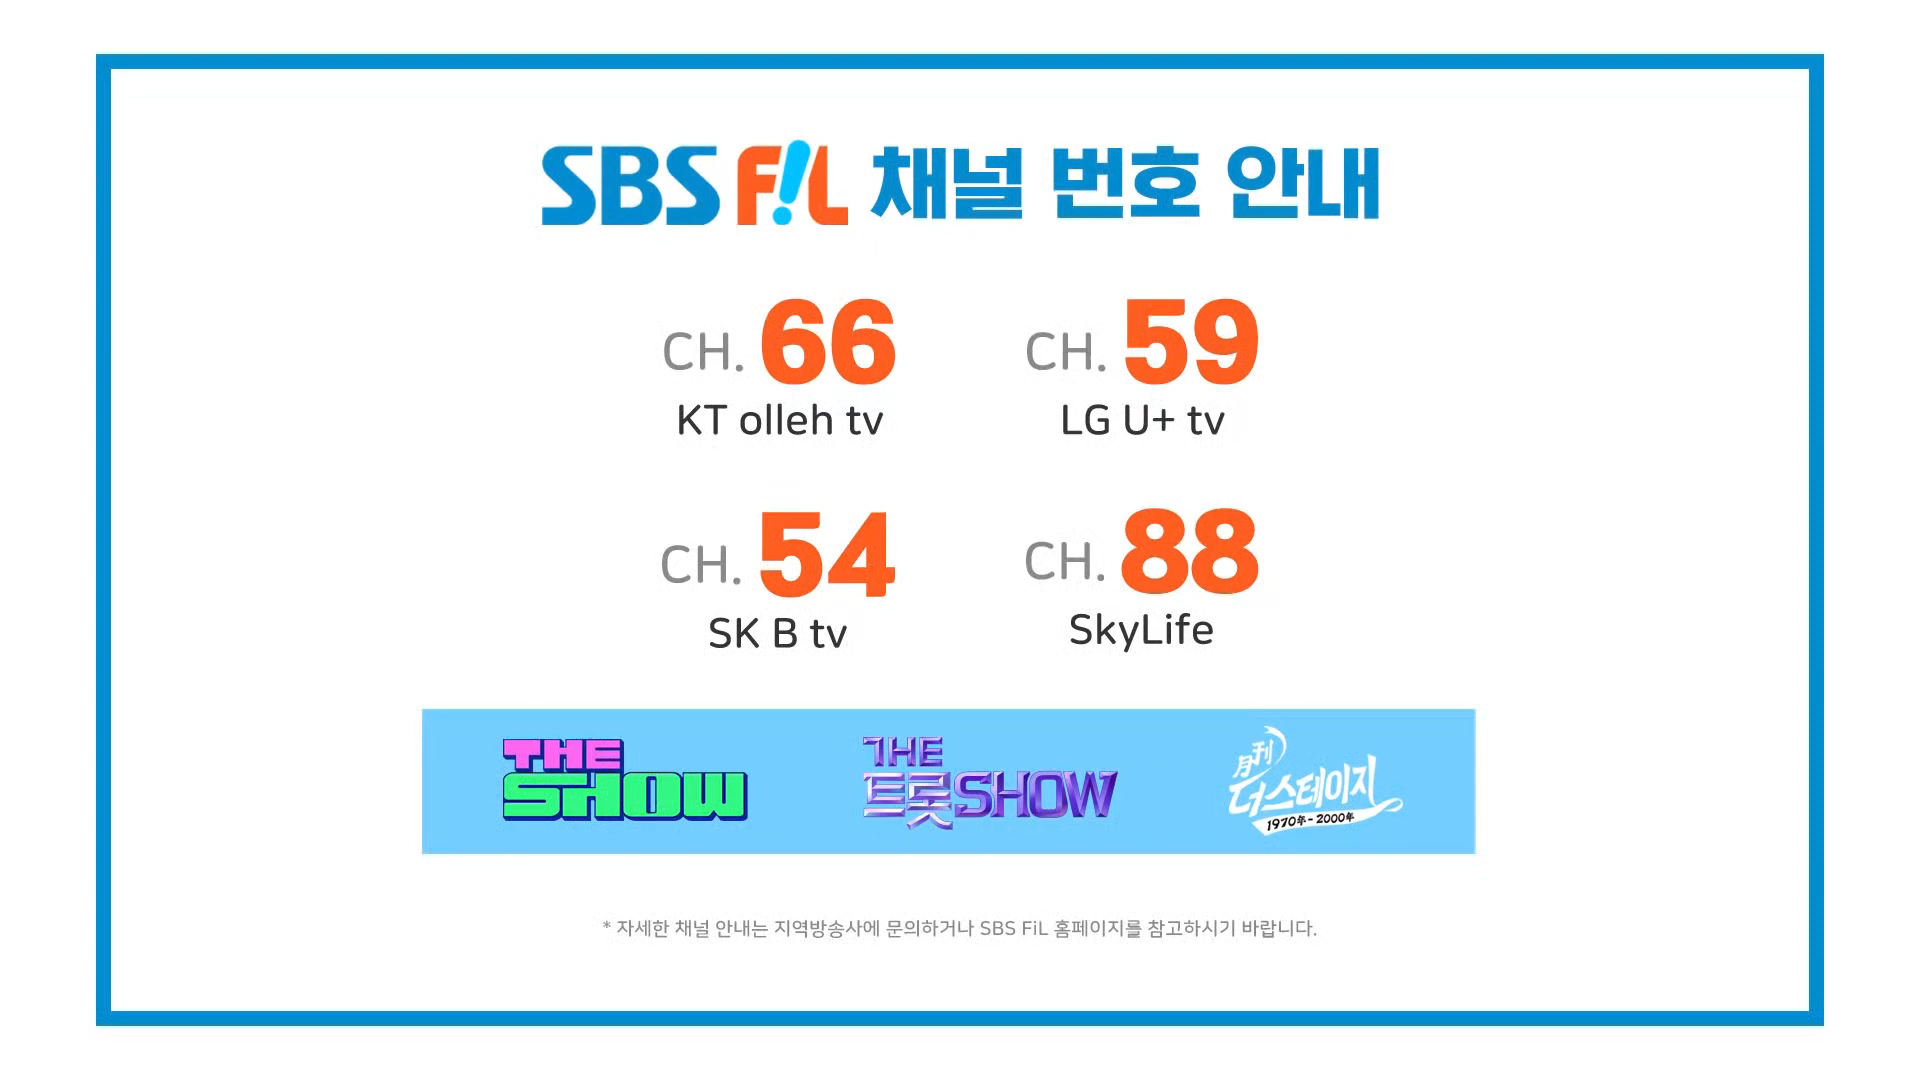 SBS F!L 채널 번호 안내
CH. 66
KT olleh tv
CH. 59
LG U+ tv
CH. 54
SK B tv
CH. 88
SkyLife
THE
SHOW
THE
트롯SHOW
月刊
더스테이지
1970年-2000年
* 자세한 채널 안내는 지역방송사에 문의하거나 SBS FiL 홈페이지를 참고하시기 바랍니다.